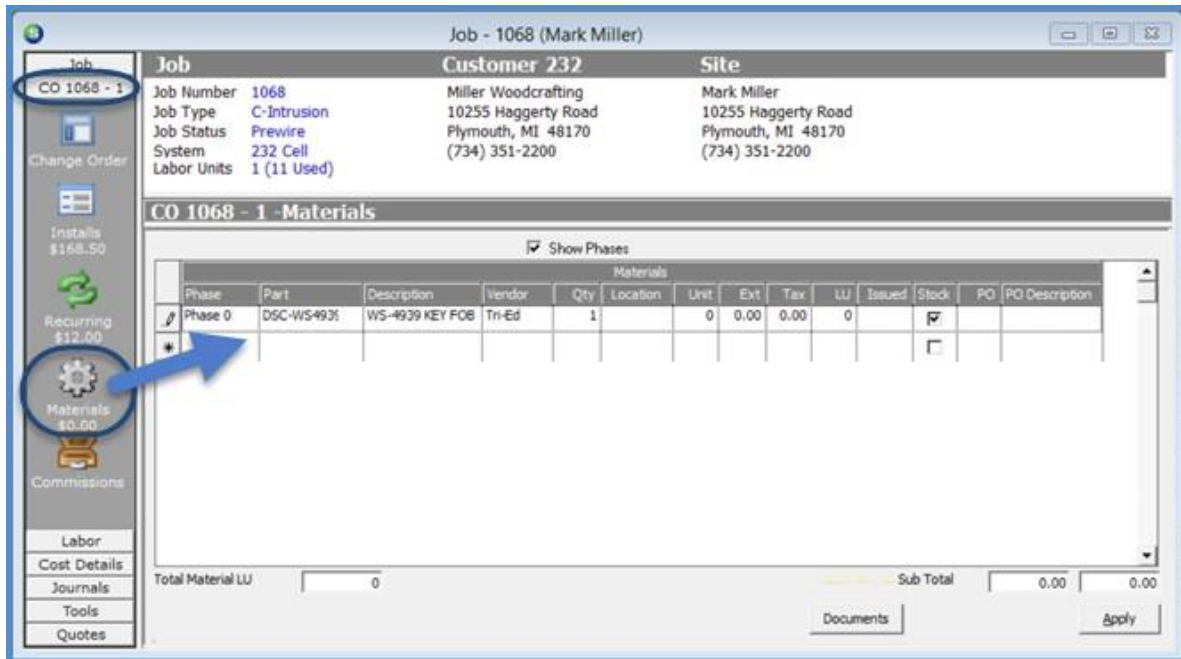 Job - 1068 (Mark Miller)
Job
CO 1068 - 1
Change Order
Installs
$168.50
Recurring
$12.00
Materials
$0.00
Commissions
Labor
Cost Details
Journals
Tools
Quotes
Job Customer 232 Site
Job Number 1068 Miller Woodcrafting Mark Miller
Job Type C-Intrusion 10255 Haggerty Road 10255 Haggerty Road
Job Status Prewire Plymouth, MI 48170 Plymouth, MI 48170
System 232 Cell (734) 351-2200 (734) 351-2200
Labor Units 1 (11 Used)
CO 1068 - 1 -Materials
Show Phases
Materials
Phase Part Description Vendor Qty Location Unit Ext Tax LU Issued Stock PO PO Description
Phase 0 DSC-WS4939 WS-4939 KEY FOB Tri-Ed 1 0 0.00 0.00 0
Total Material LU 0 Sub Total 0.00 0.00
Documents Apply